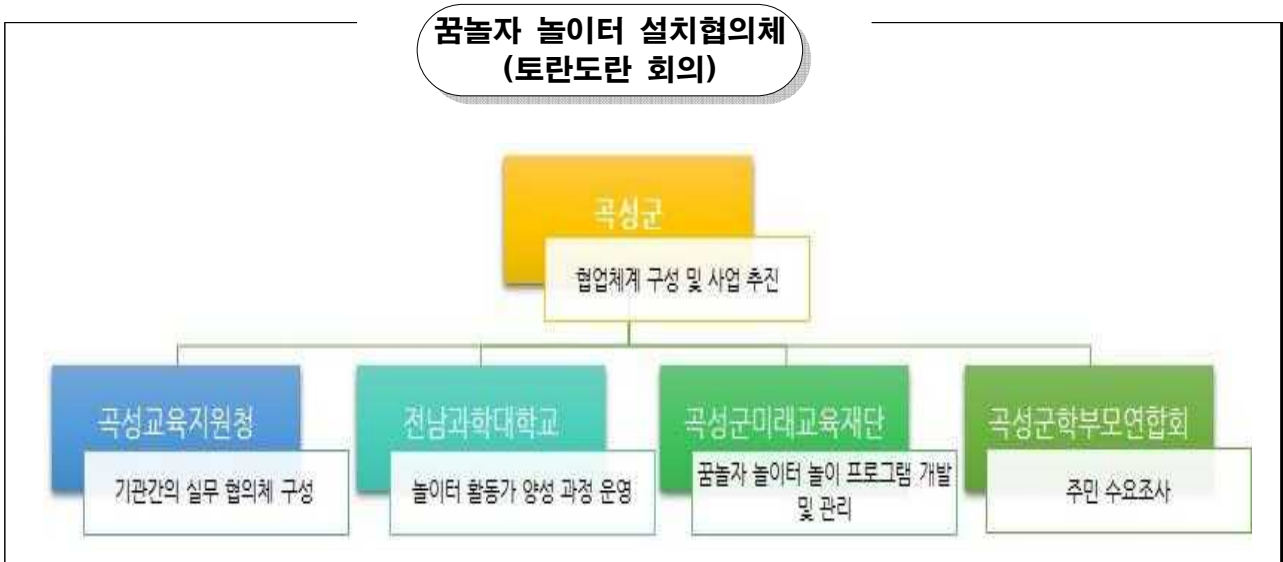 꿈놀자 놀이터 설치협의체
(토란도란 회의)
곡성군
협업체계 구성 및 사업 추진
곡성교육지원청
기관간의 실무 협의체 구성
전남과학대학교
놀이터 활동가 양성 과정 운영
곡성군미래교육재단
꿈놀자 놀이터 놀이 프로그램 개발
및 관리
곡성군학부모연합회
주민 수요조사